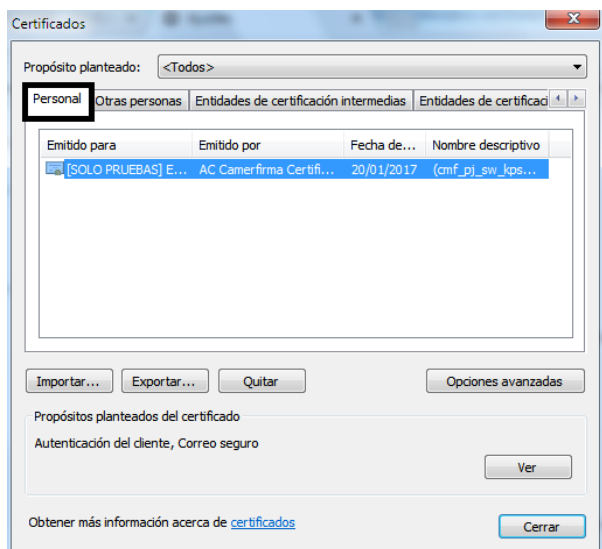 Certificados
Propósito planteado: <Todos>
Personal Otras personas Entidades de certificación intermedias Entidades de certificaci
Emitido para Emitido por Fecha de... Nombre descriptivo
[SOLO PRUEBAS] E... AC Camerfirma Certifi... 20/01/2017 (cmf_pj_sw_kps...
Importar... Exportar... Quitar Opciones avanzadas
Propósitos planteados del certificado
Autenticación del cliente, Correo seguro
Ver
Obtener más información acerca de certificados
Cerrar